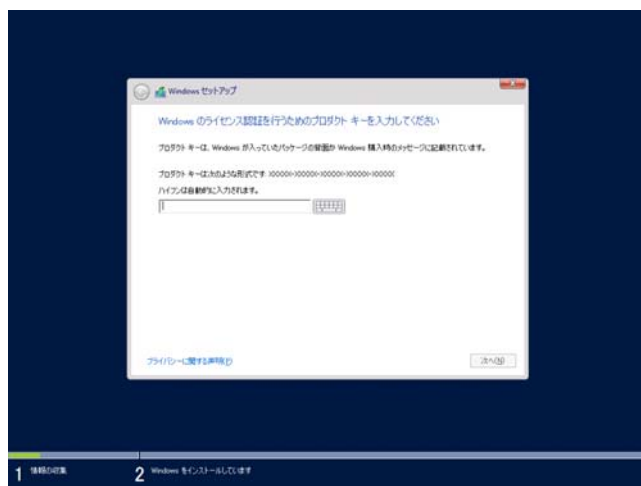 Windows セットアップ
Windows のライセンス認証を行うためのプロダクト キーを入力してください
プロダクト キーは、Windows が入っていたパッケージの背面か Windows 購入時のメッセージに記載されています。
プロダクト キーは次のような形式です XXXXX-XXXXX-XXXXX-XXXXX-XXXXX
ハイフンは自動的に入力されます。
プライバシーに関する声明(P)
次へ(N)
1 情報の収集
2 Windows をインストールしています